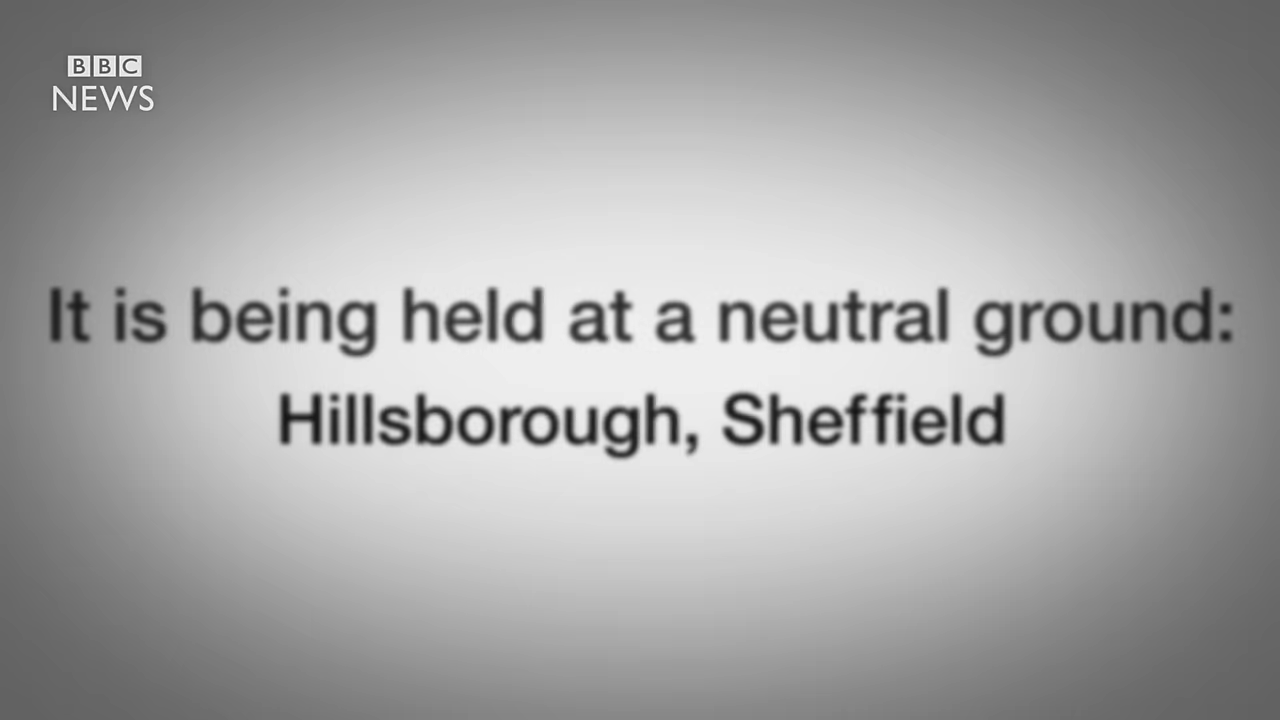 BBC
NEWS
It is being held at a neutral ground:
Hillsborough, Sheffield